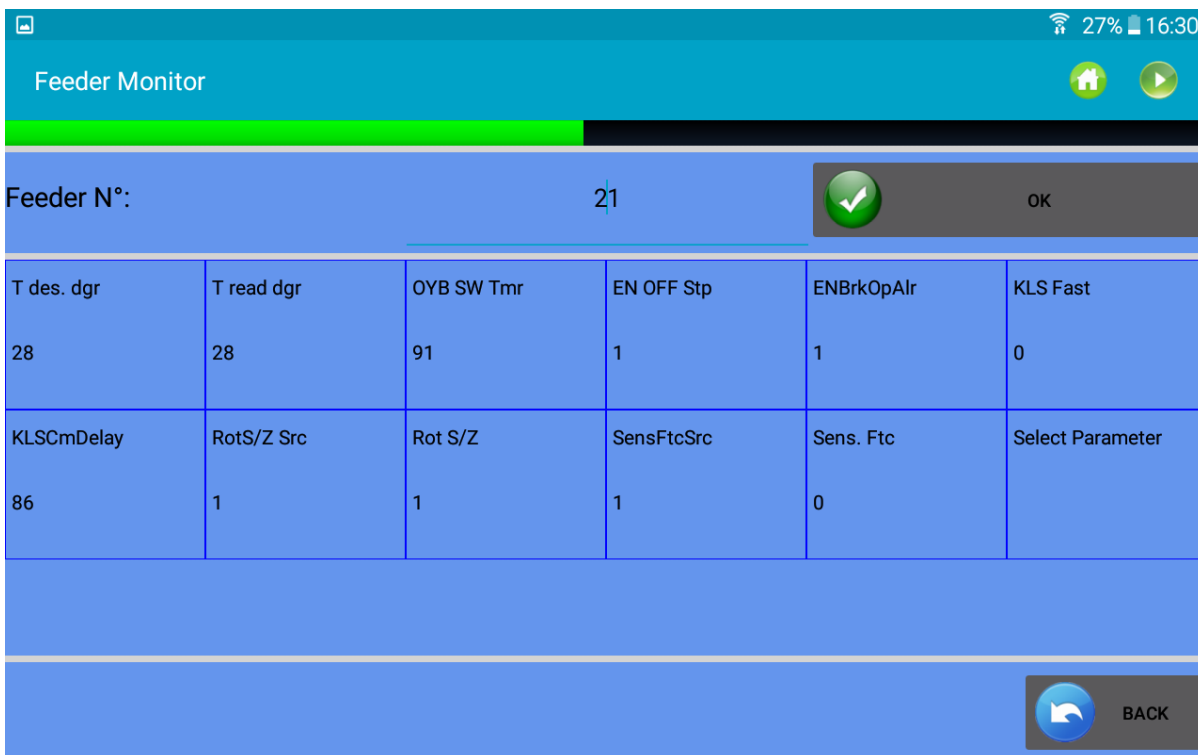 27% 16:30
Feeder Monitor
Feeder N°: 21 OK
T des. dgr T read dgr OYB SW Tmr EN OFF Stp ENBrkOpAlr KLS Fast
28 28 91 1 1 0
KLSCmDelay RotS/Z Src Rot S/Z SensFtcSrc Sens. Ftc Select Parameter
86 1 1 1 0
BACK